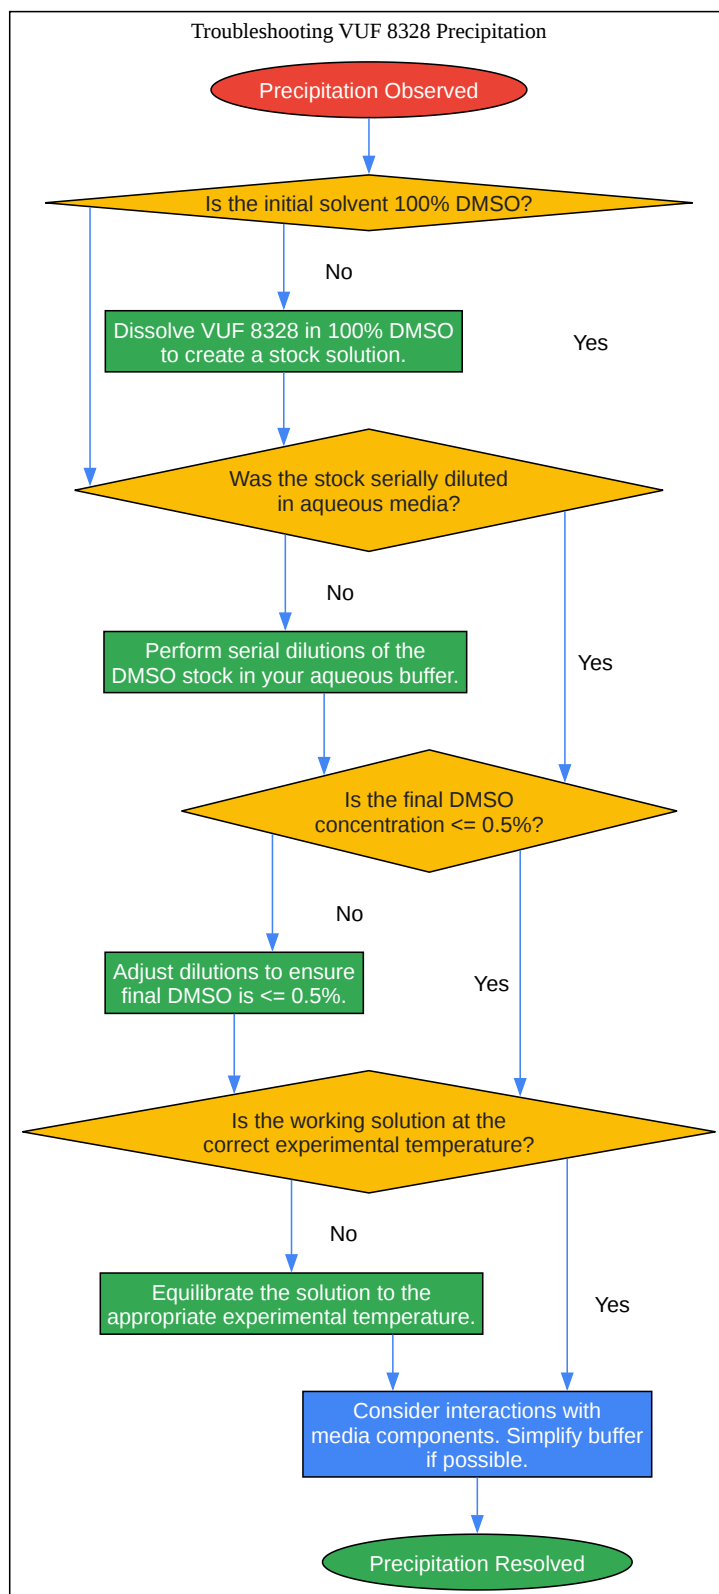 Troubleshooting VUF 8328 Precipitation
Precipitation Observed
Is the initial solvent 100% DMSO?
No
Dissolve VUF 8328 in 100% DMSO
to create a stock solution.
Yes
Was the stock serially diluted
in aqueous media?
No
Perform serial dilutions of the
DMSO stock in your aqueous buffer.
Yes
Is the final DMSO
concentration <= 0.5%?
No
Adjust dilutions to ensure
final DMSO is <= 0.5%.
Yes
Is the working solution at the
correct experimental temperature?
No
Equilibrate the solution to the
appropriate experimental temperature.
Yes
Consider interactions with
media components. Simplify buffer
if possible.
Precipitation Resolved